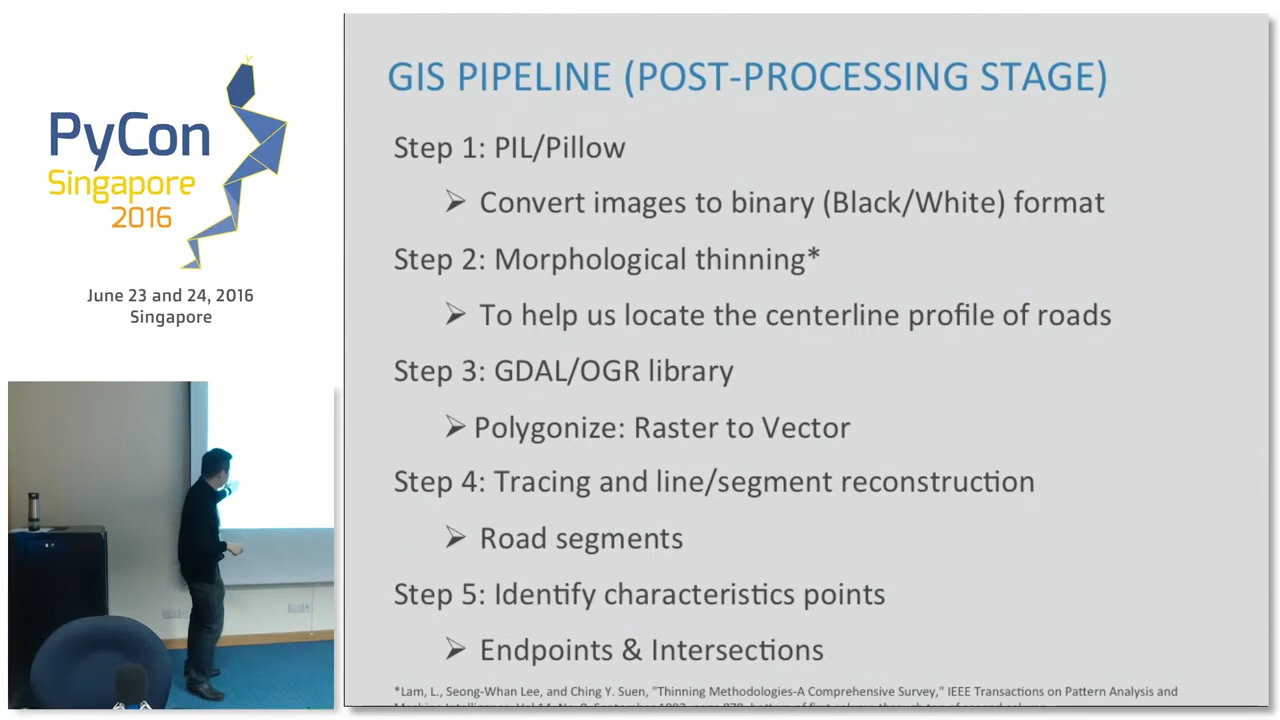 PyCon
Singapore
2016
June 23 and 24, 2016
Singapore
GIS PIPELINE (POST-PROCESSING STAGE)
Step 1: PIL/Pillow
➢ Convert images to binary (Black/White) format
Step 2: Morphological thinning*
➢ To help us locate the centerline profile of roads
Step 3: GDAL/OGR library
➢ Polygonize: Raster to Vector
Step 4: Tracing and line/segment reconstruction
➢ Road segments
Step 5: Identify characteristics points
➢ Endpoints & Intersections
*Lam, L., Seong-Whan Lee, and Ching Y. Suen, "Thinning Methodologies-A Comprehensive Survey," IEEE Transactions on Pattern Analysis and